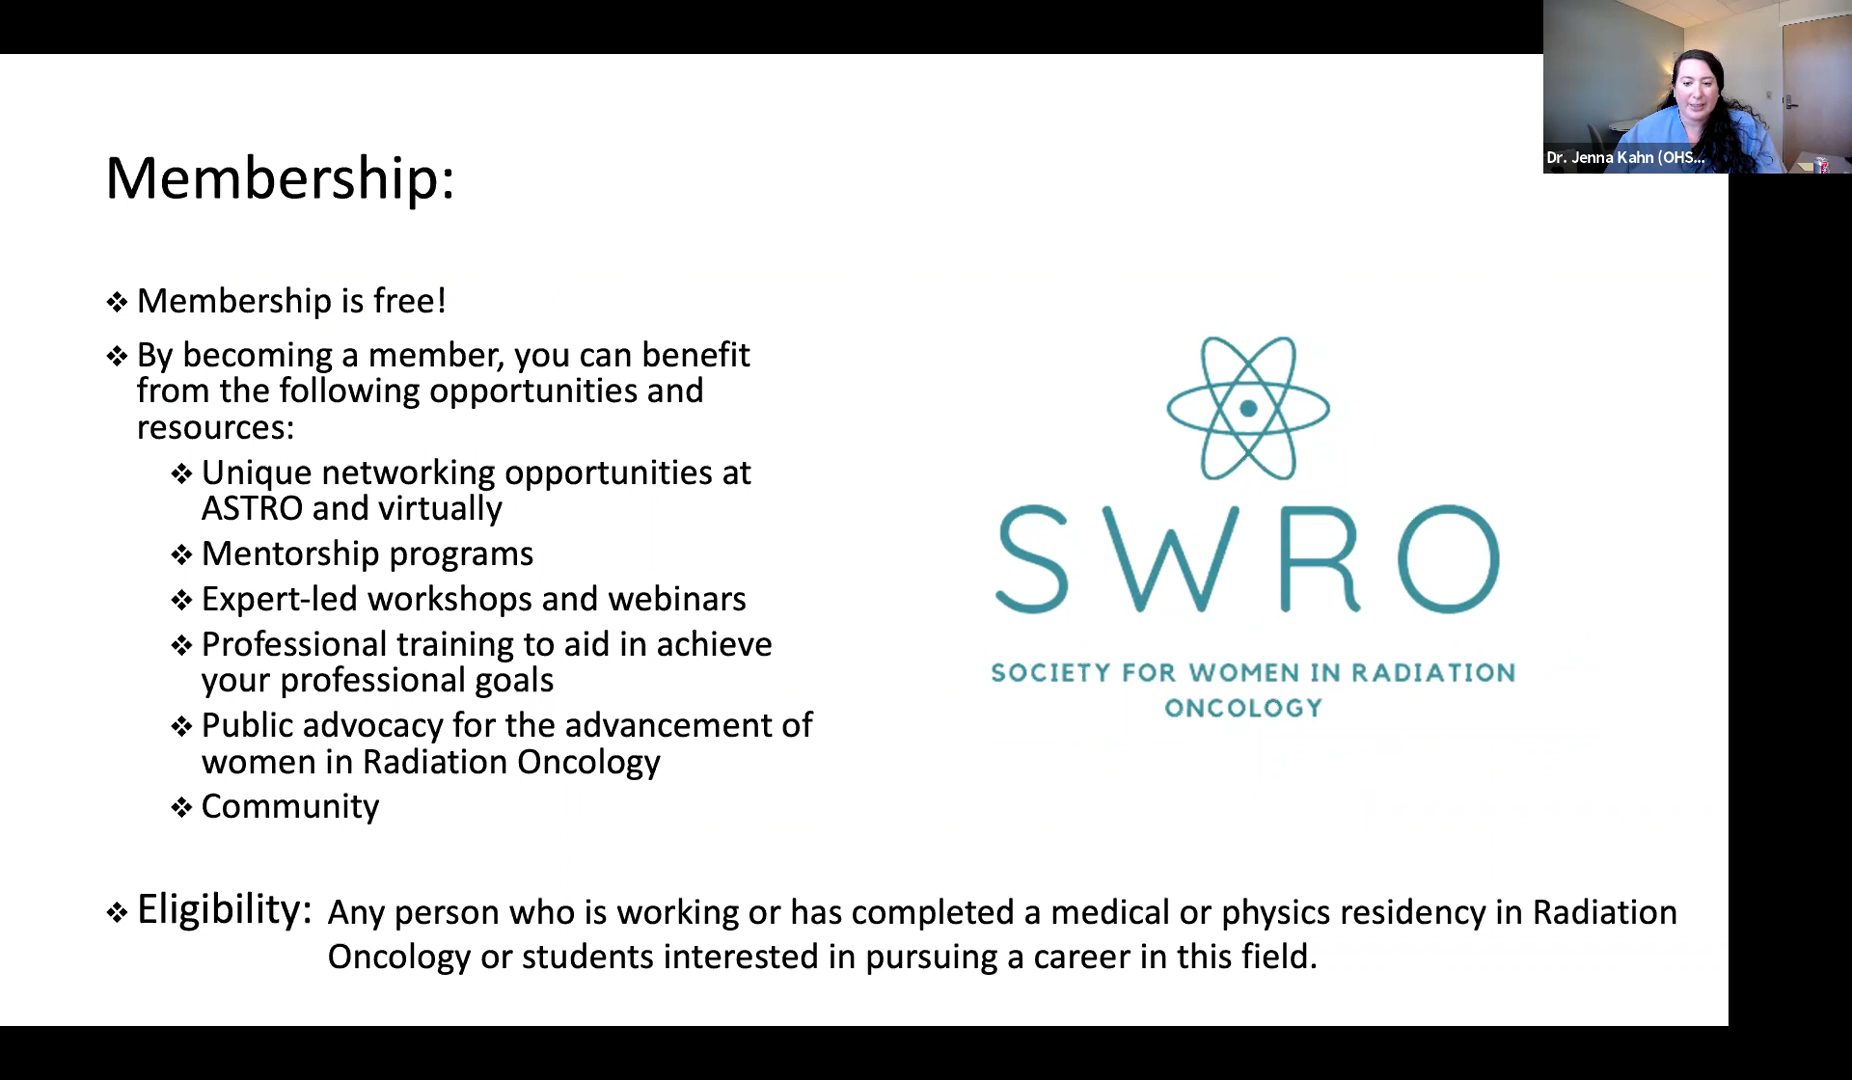 Dr. Jenna Kahn (OHS...
Membership:
❖ Membership is free!
❖ By becoming a member, you can benefit
from the following opportunities and
resources:
❖ Unique networking opportunities at
ASTRO and virtually
❖ Mentorship programs
❖ Expert-led workshops and webinars
❖ Professional training to aid in achieve
your professional goals
❖ Public advocacy for the advancement of
women in Radiation Oncology
❖ Community
SWRO
SOCIETY FOR WOMEN IN RADIATION
ONCOLOGY
❖ Eligibility: Any person who is working or has completed a medical or physics residency in Radiation
Oncology or students interested in pursuing a career in this field.